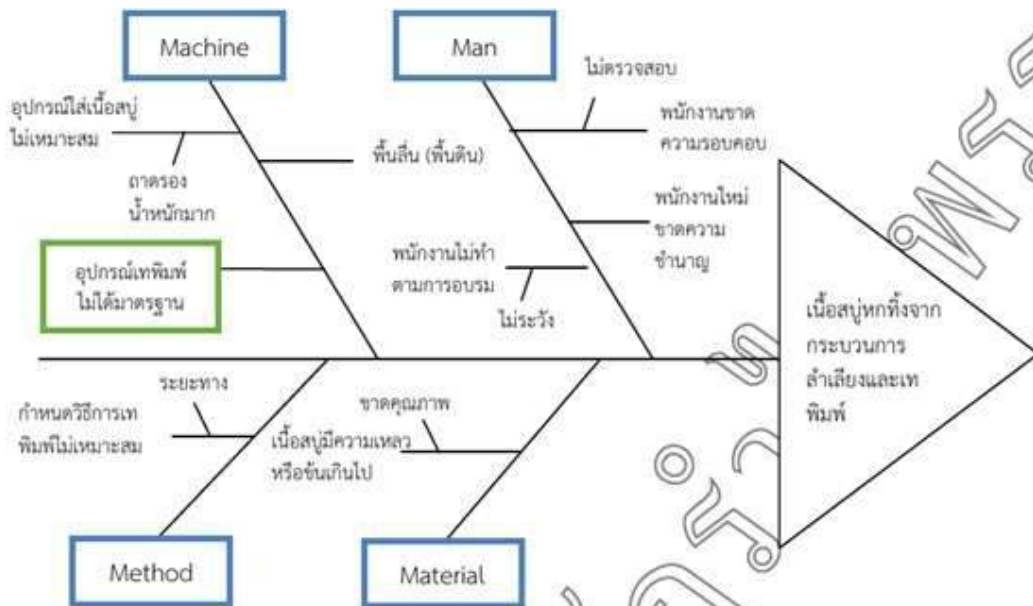 Machine
Man
อุปกรณ์ใส่เนื้อสบู่
ไม่เหมาะสม
ถาดรอง
น้ำหนักมาก
พื้นลื่น (พื้นดิน)
อุปกรณ์เทพิมพ์
ไม่ได้มาตรฐาน
ไม่ตรวจสอบ
พนักงานขาด
ความรอบคอบ
พนักงานใหม่
ขาดความ
ชำนาญ
พนักงานไม่ทำ
ตามการอบรม
ไม่ระวัง
เนื้อสบู่หกทิ้งจาก
กระบวนการ
ลำเลียงและเท
พิมพ์
ระยะทาง
กำหนดวิธีการเท
พิมพ์ไม่เหมาะสม
ขาดคุณภาพ
เนื้อสบู่มีความเหลว
หรือข้นเกินไป
Method
Material